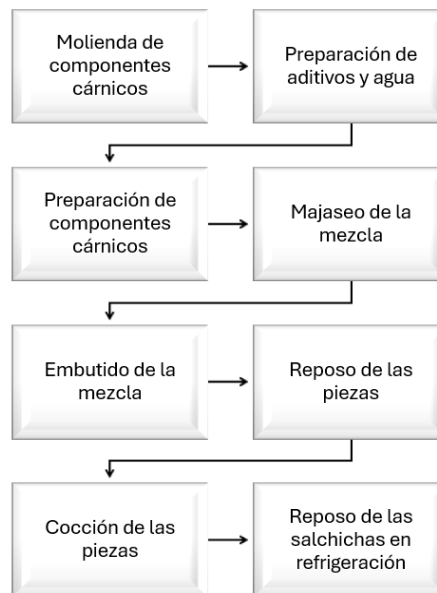 Molienda de
componentes
cárnicos
Preparación de
aditivos y agua
Preparación de
componentes
cárnicos
Majaseo de la
mezcla
Embutido de la
mezcla
Reposo de las
piezas
Cocción de las
piezas
Reposo de las
salchichas en
refrigeración